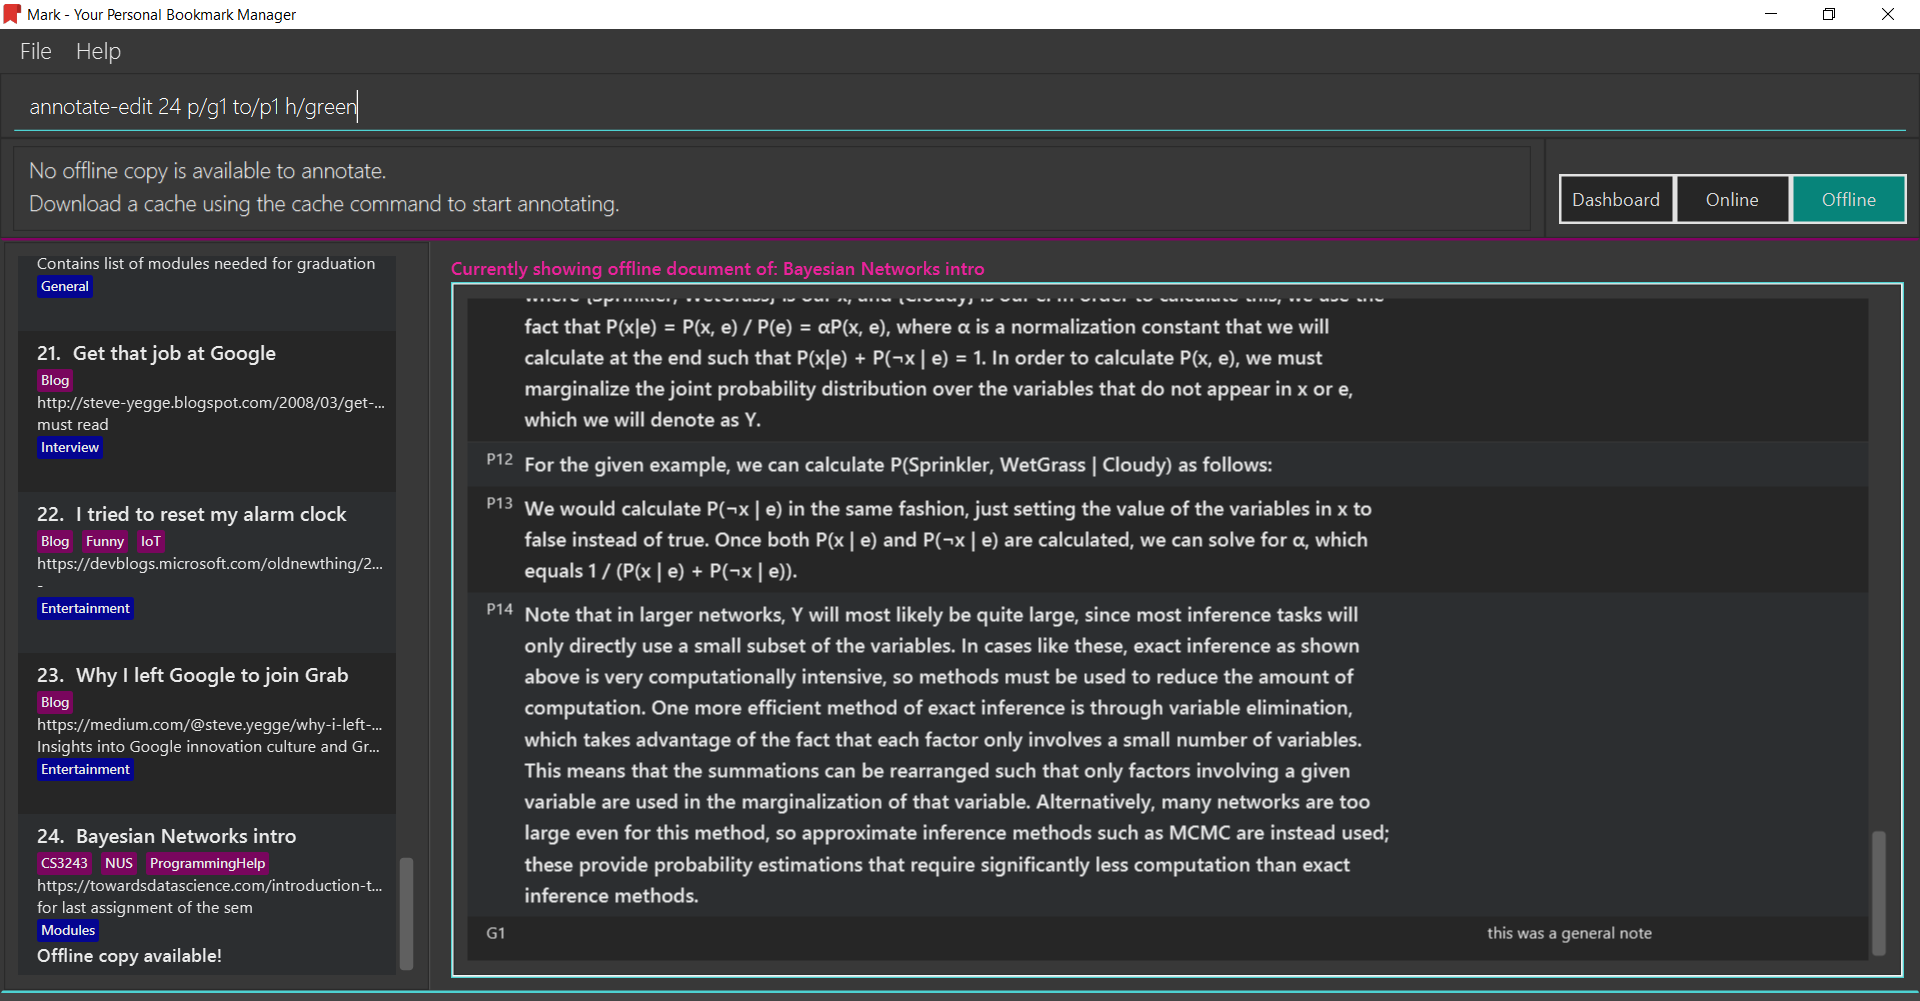 Mark - Your Personal Bookmark Manager
File Help
annotate-edit 24 p/g1 to/p1 h/green
No offline copy is available to annotate.
Download a cache using the cache command to start annotating.
Dashboard Online Offline
Contains list of modules needed for graduation
General
21. Get that job at Google
Blog
http://steve-yegge.blogspot.com/2008/03/get-...
must read
Interview
22. I tried to reset my alarm clock
Blog Funny IoT
https://devblogs.microsoft.com/oldnewthing/2...
-
Entertainment
23. Why I left Google to join Grab
Blog
https://medium.com/@steve.yegge/why-i-left-...
Insights into Google innovation culture and Gr...
Entertainment
24. Bayesian Networks intro
CS3243 NUS ProgrammingHelp
https://towardsdatascience.com/introduction-t...
for last assignment of the sem
Modules
Offline copy available!
Currently showing offline document of: Bayesian Networks intro
where {Sprinkler, WetGrass} is our x, and {Cloudy} is our e. In order to calculate this, we use the
fact that P(x|e) = P(x, e) / P(e) = αP(x, e), where α is a normalization constant that we will
calculate at the end such that P(x|e) + P(¬x | e) = 1. In order to calculate P(x, e), we must
marginalize the joint probability distribution over the variables that do not appear in x or e,
which we will denote as Y.
P12 For the given example, we can calculate P(Sprinkler, WetGrass | Cloudy) as follows:
P13 We would calculate P(¬x | e) in the same fashion, just setting the value of the variables in x to
false instead of true. Once both P(x | e) and P(¬x | e) are calculated, we can solve for α, which
equals 1 / (P(x | e) + P(¬x | e)).
P14 Note that in larger networks, Y will most likely be quite large, since most inference tasks will
only directly use a small subset of the variables. In cases like these, exact inference as shown
above is very computationally intensive, so methods must be used to reduce the amount of
computation. One more efficient method of exact inference is through variable elimination,
which takes advantage of the fact that each factor only involves a small number of variables.
This means that the summations can be rearranged such that only factors involving a given
variable are used in the marginalization of that variable. Alternatively, many networks are too
large even for this method, so approximate inference methods such as MCMC are instead used;
these provide probability estimations that require significantly less computation than exact
inference methods.
G1 this was a general note